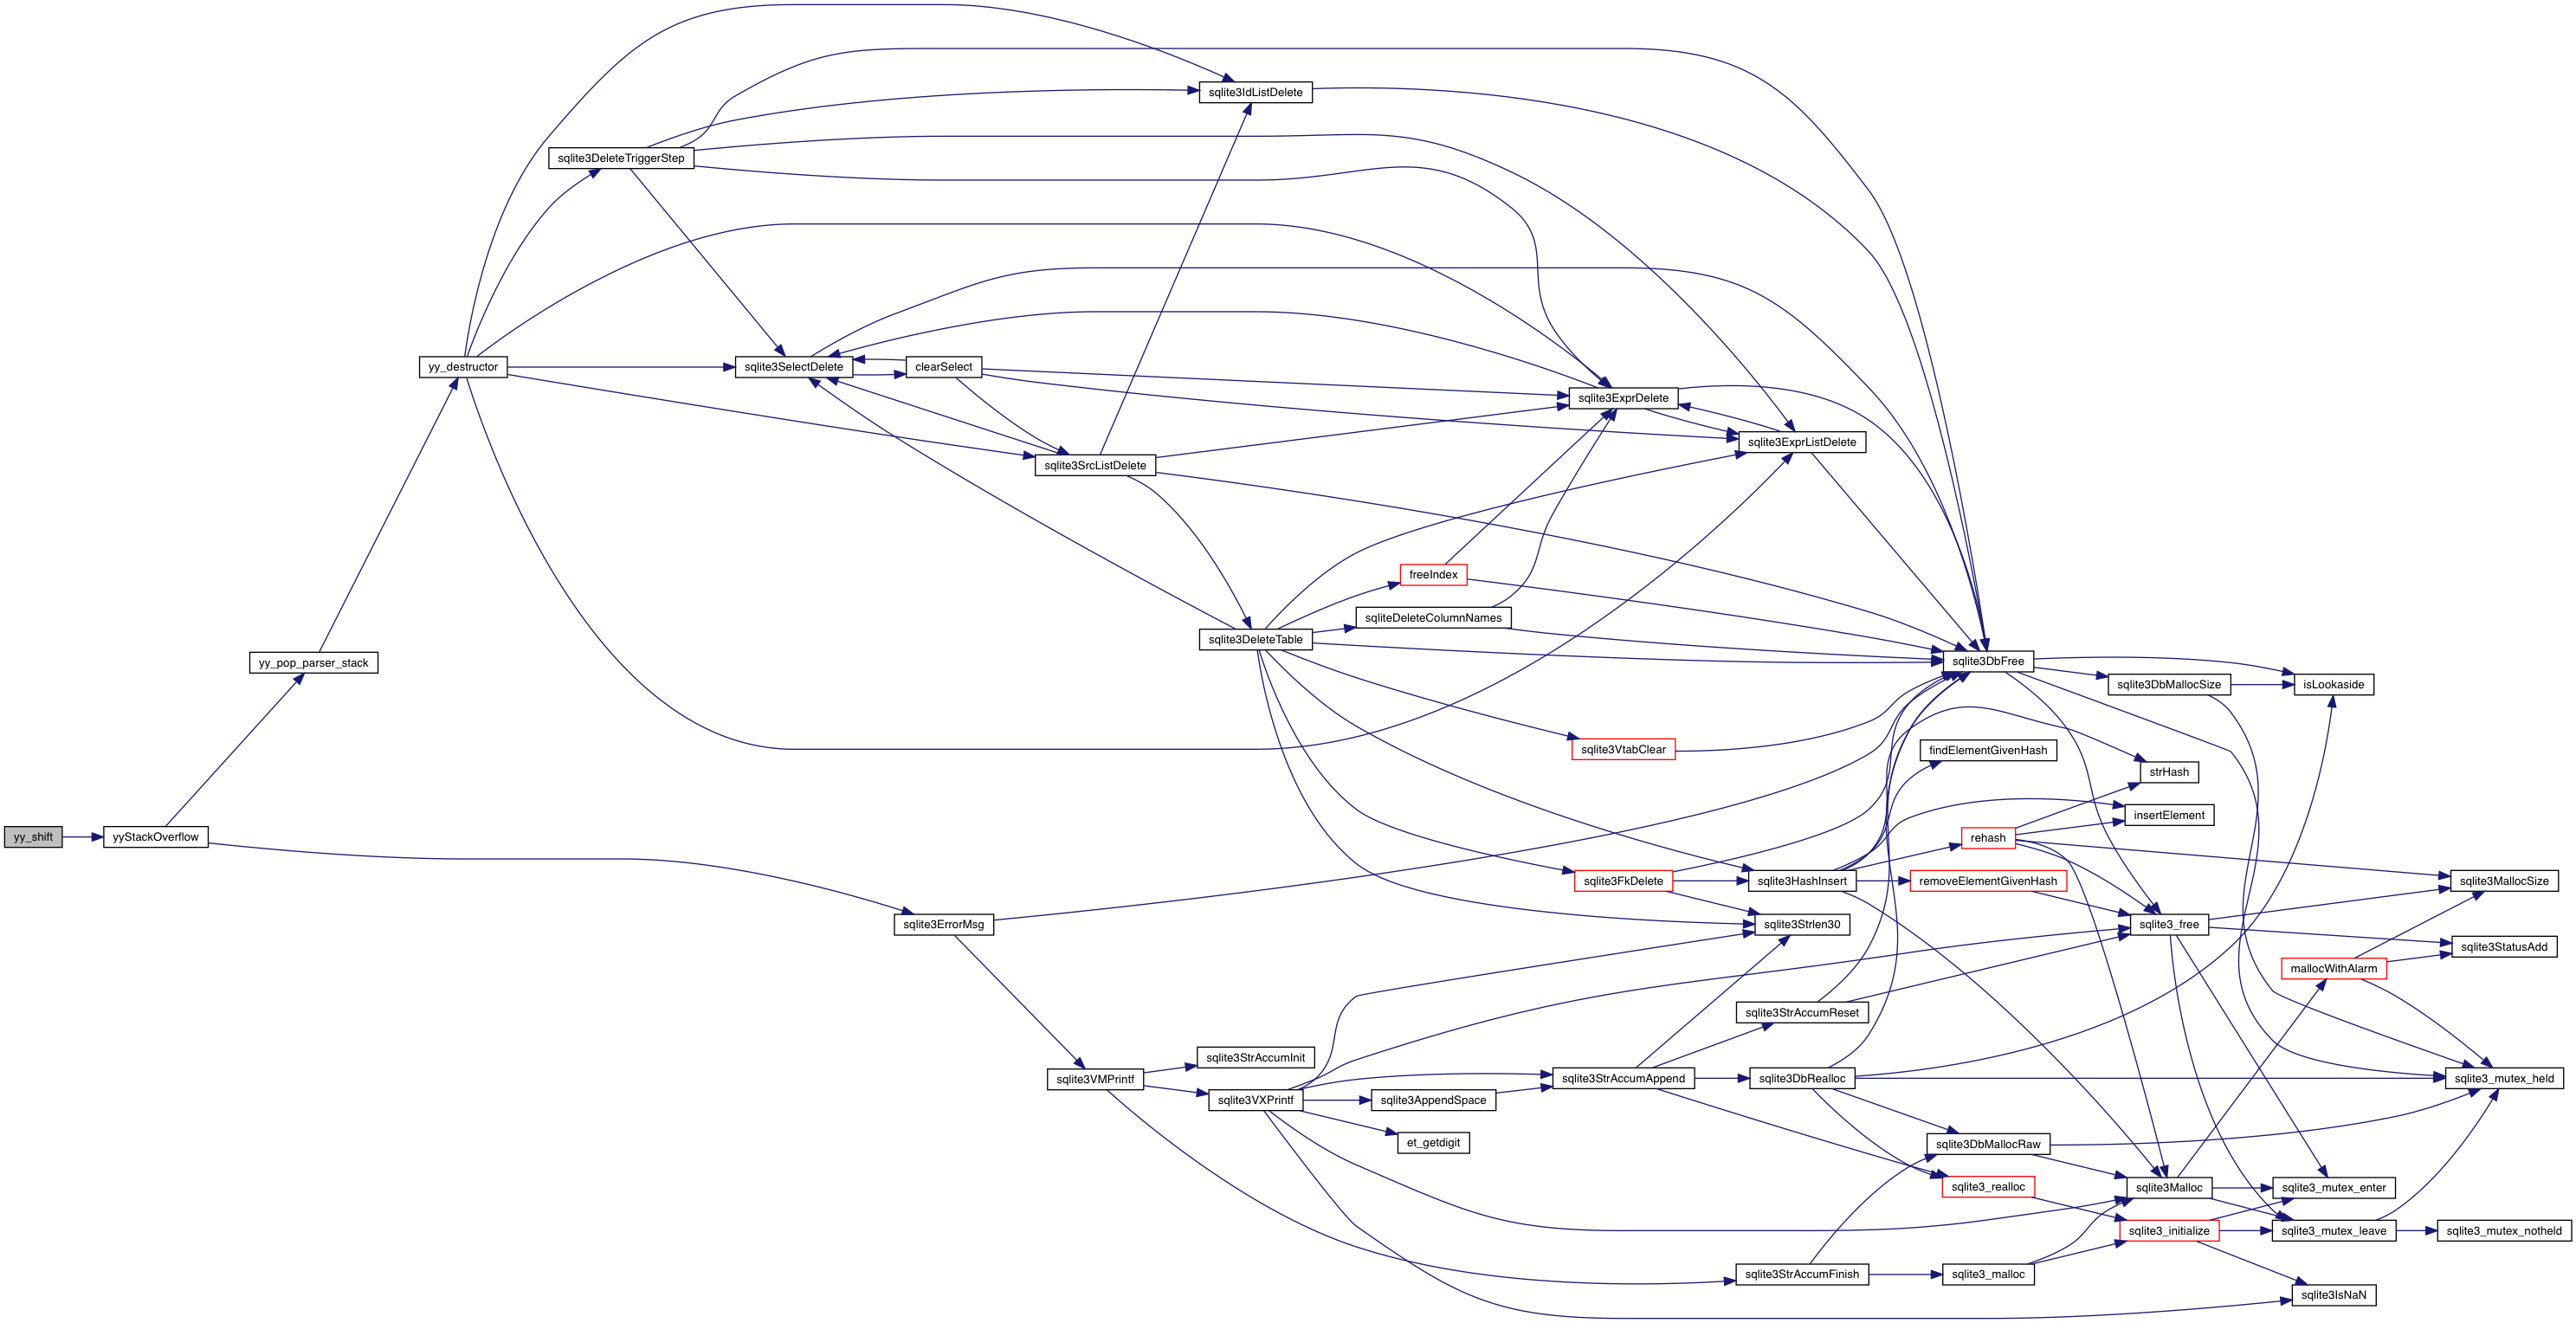 sqlite3IdListDelete
sqlite3DeleteTriggerStep
yy_destructor
sqlite3SelectDelete
clearSelect
sqlite3ExprDelete
sqlite3ExprListDelete
sqlite3SrcListDelete
freeIndex
sqliteDeleteColumnNames
sqlite3DeleteTable
yy_pop_parser_stack
sqlite3DbFree
sqlite3DbMallocSize
isLookaside
sqlite3VtabClear
findElementGivenHash
strHash
insertElement
yy_shift
yyStackOverflow
rehash
sqlite3FkDelete
sqlite3HashInsert
removeElementGivenHash
sqlite3MallocSize
sqlite3ErrorMsg
sqlite3Strlen30
sqlite3_free
sqlite3StatusAdd
mallocWithAlarm
sqlite3StrAccumReset
sqlite3StrAccumInit
sqlite3VMPrintf
sqlite3StrAccumAppend
sqlite3DbRealloc
sqlite3_mutex_held
sqlite3VXPrintf
sqlite3AppendSpace
et_getdigit
sqlite3DbMallocRaw
sqlite3_realloc
sqlite3Malloc
sqlite3_mutex_enter
sqlite3_initialize
sqlite3_mutex_leave
sqlite3_mutex_notheld
sqlite3StrAccumFinish
sqlite3_malloc
sqlite3IsNaN